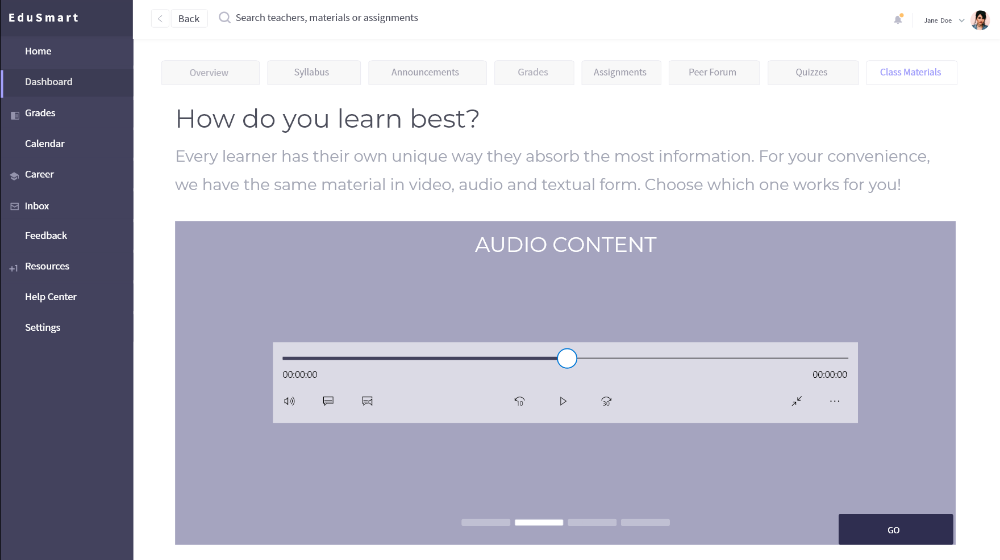 EduSmart
Back
Search teachers, materials or assignments
Jane Doe
Home
Dashboard
Grades
Calendar
Career
Inbox
Feedback
+1 Resources
Help Center
Settings
Overview
Syllabus
Announcements
Grades
Assignments
Peer Forum
Quizzes
Class Materials
How do you learn best?
Every learner has their own unique way they absorb the most information. For your convenience,
we have the same material in video, audio and textual form. Choose which one works for you!
AUDIO CONTENT
00:00:00
00:00:00
10
30
GO